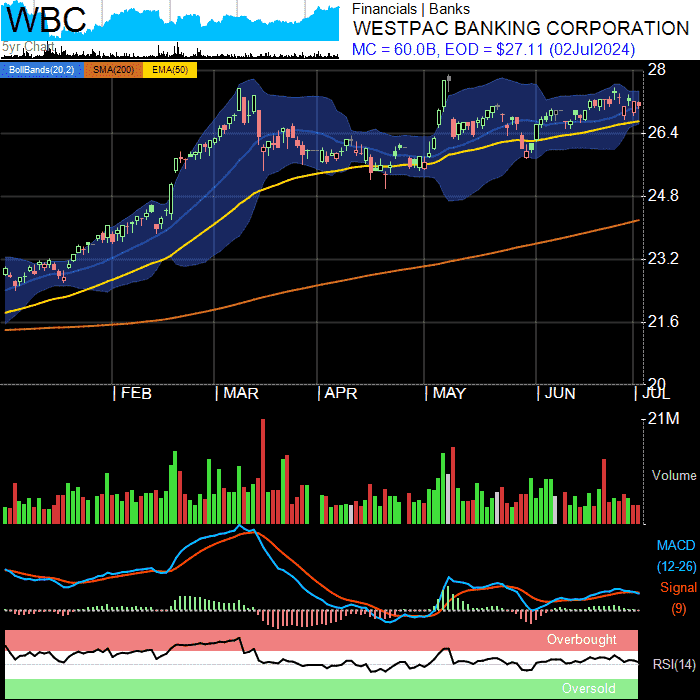 WBC
5yr Chart
Financials | Banks
WESTPAC BANKING CORPORATION
MC = 60.0B, EOD = $27.11 (02Jul2024)
BollBands(20,2) SMA(200) EMA(50)
28
26.4
24.8
23.2
21.6
20
FEB MAR APR MAY JUN JUL
21M
Volume
MACD
(12-26)
Signal
(9)
Overbought
RSI(14)
Oversold